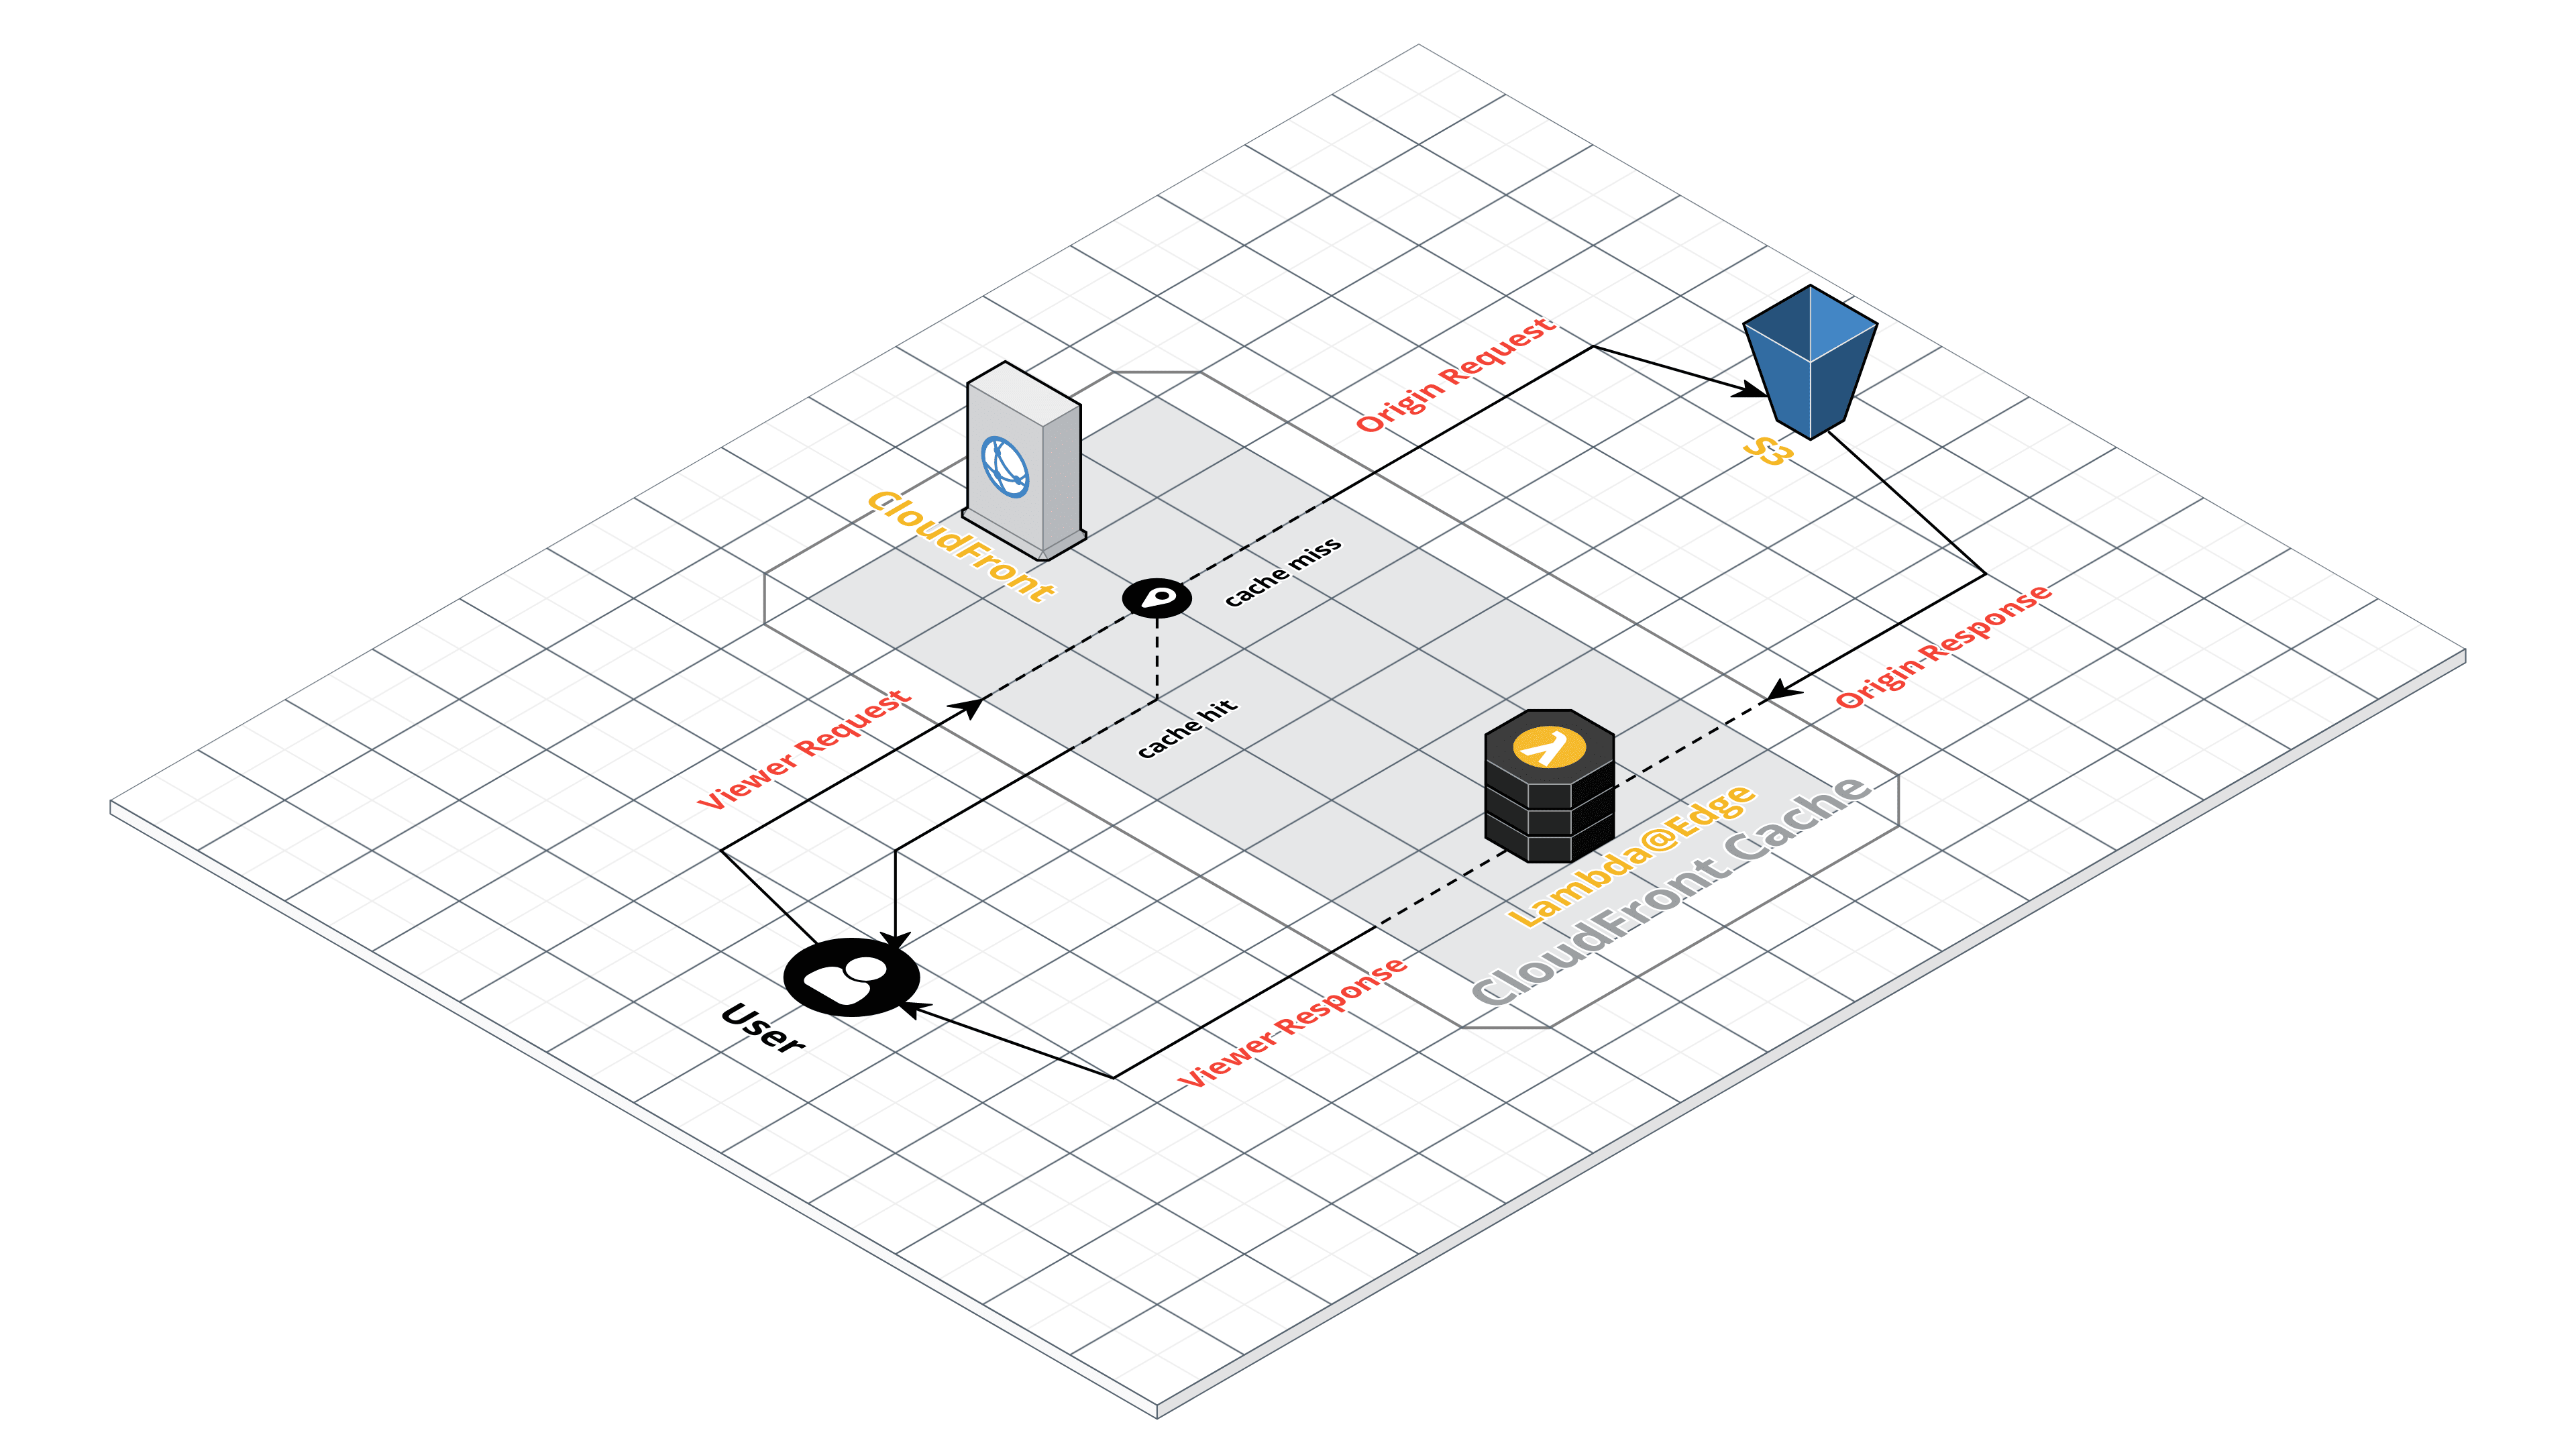 Origin Request
S3
CloudFront
cache miss
Origin Response
Viewer Request
cache hit
Lambda@Edge
CloudFront Cache
User
Viewer Response